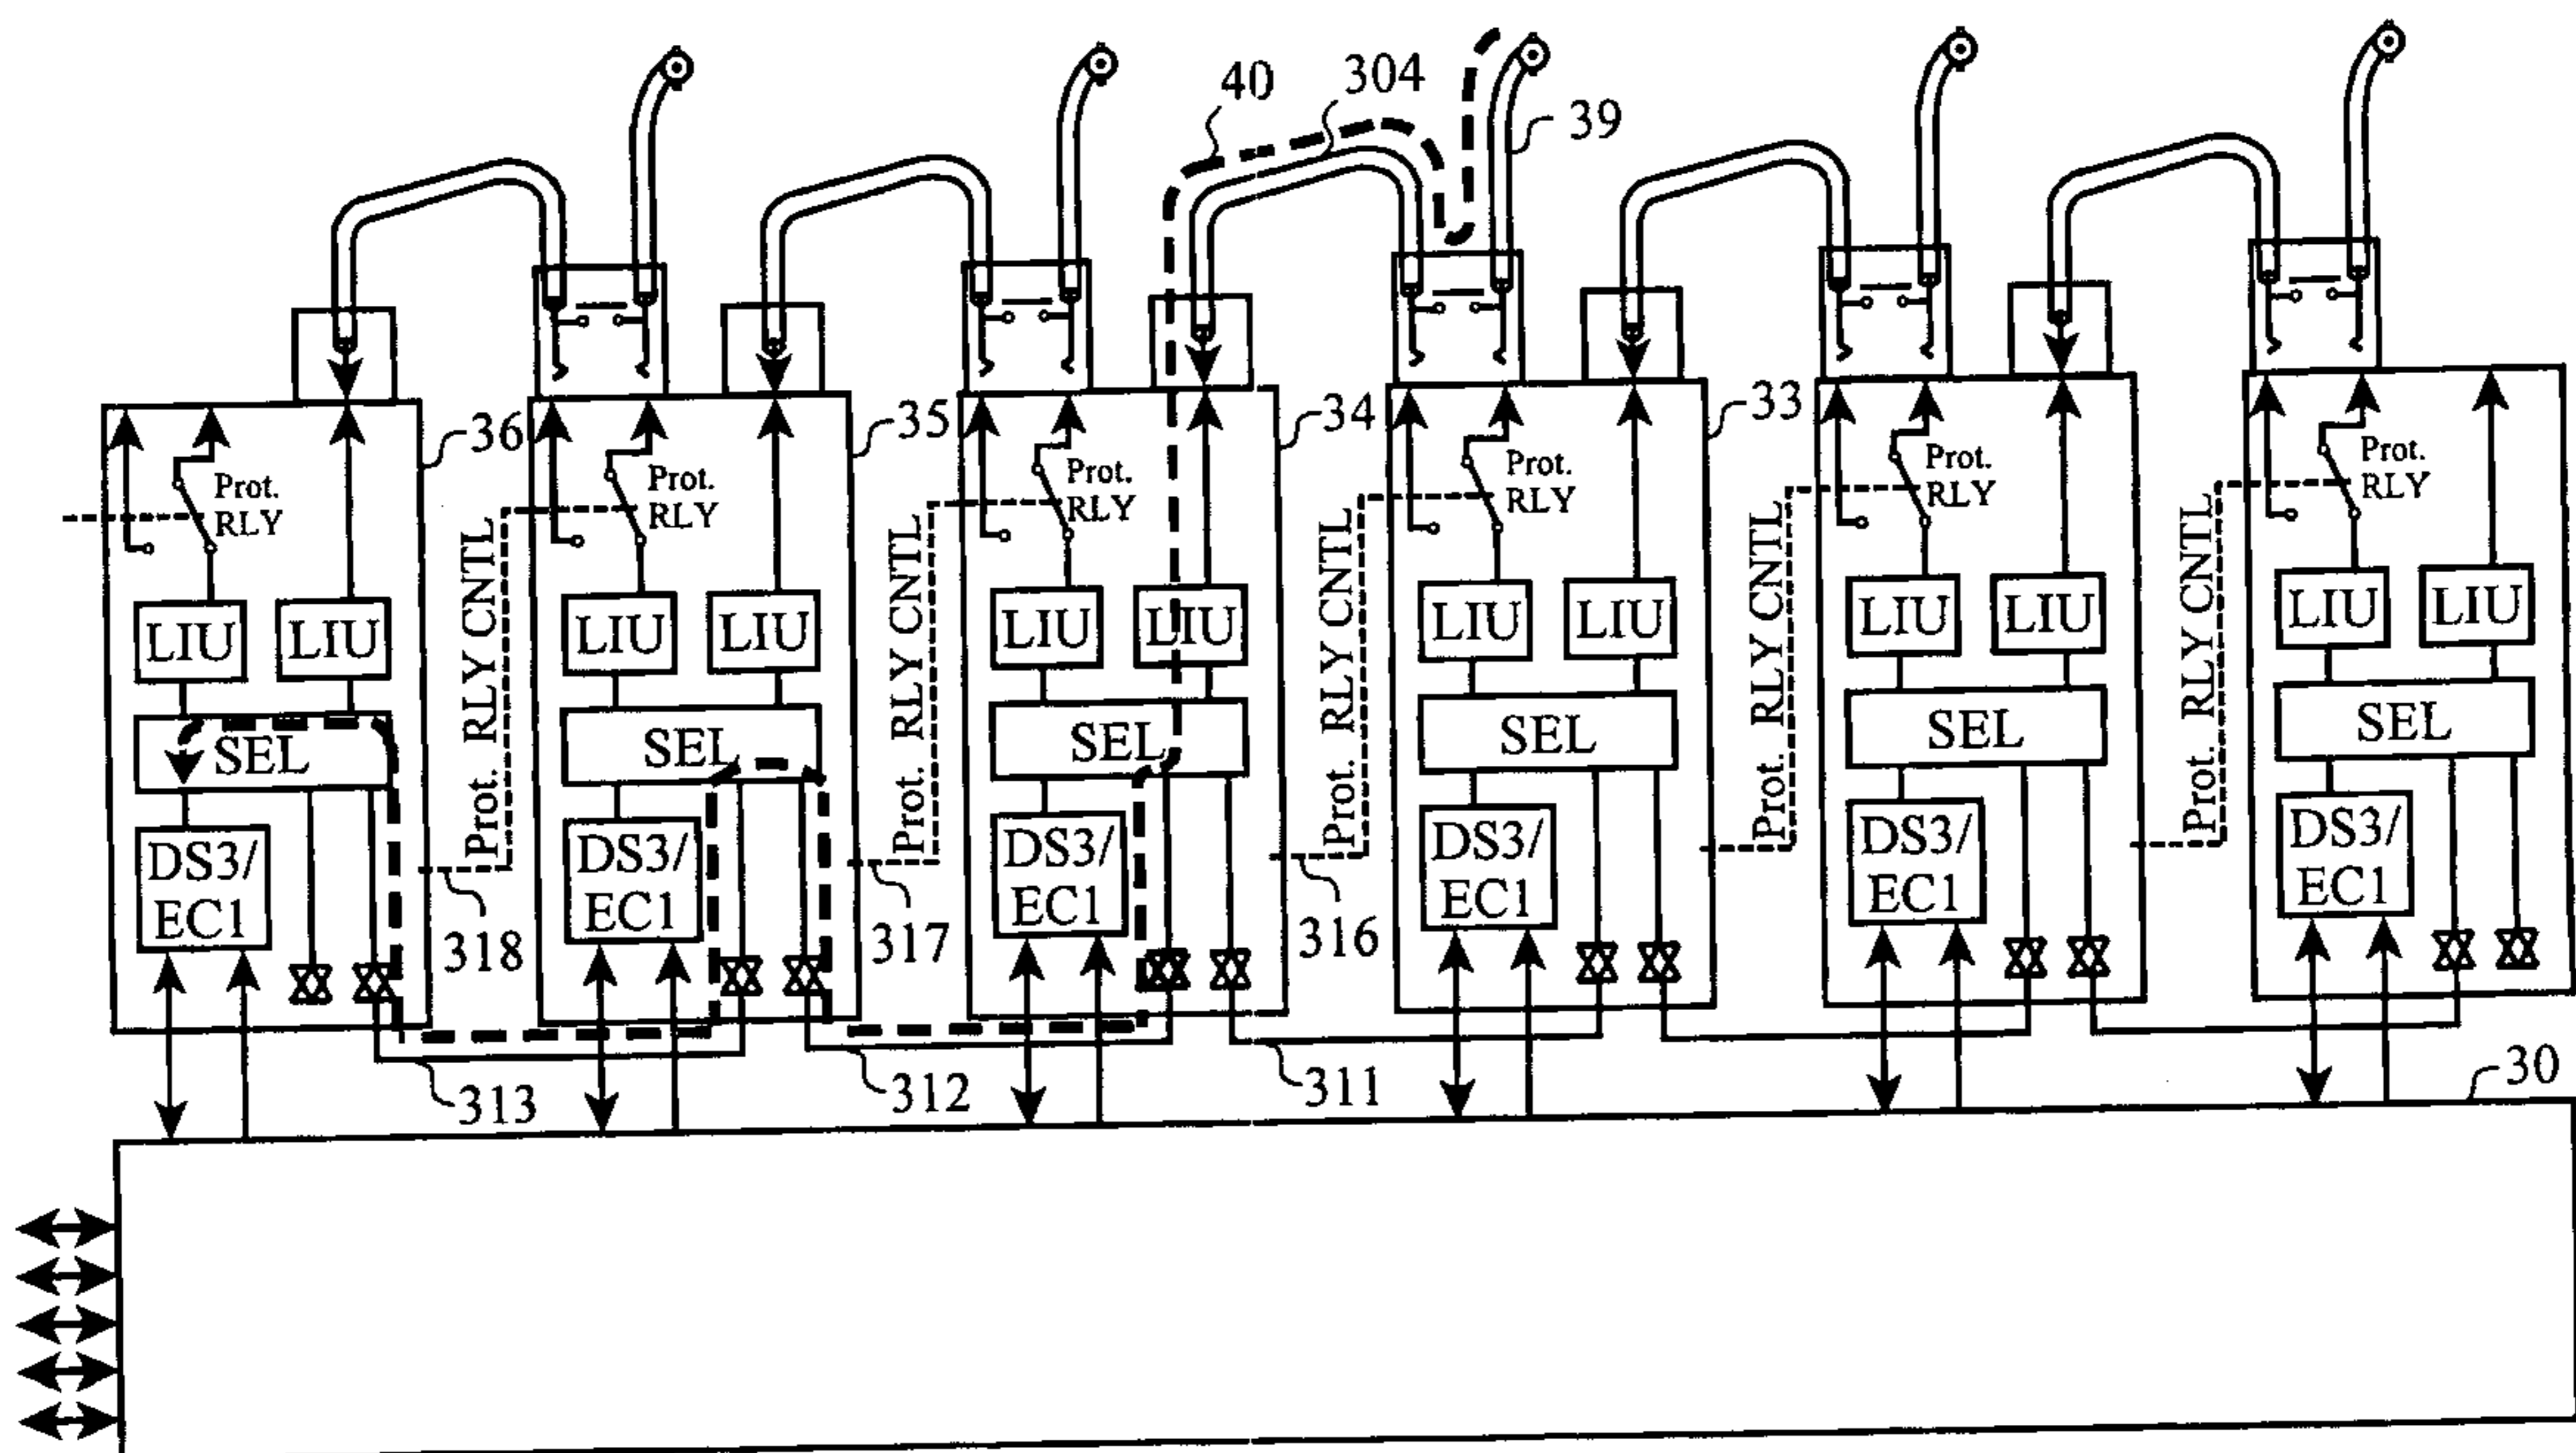 40
304
39
36
35
34
33
Prot.
RLY
Prot.
RLY
Prot.
RLY
Prot.
RLY
Prot.
RLY
Prot.
RLY
Prot. RLY CNTL
Prot. RLY CNTL
Prot. RLY CNTL
Prot. RLY CNTL
Prot. RLY CNTL
LIU LIU
LIU LIU
LIU LIU
LIU LIU
LIU LIU
LIU LIU
SEL
SEL
SEL
SEL
SEL
SEL
DS3/
EC1
DS3/
EC1
DS3/
EC1
DS3/
EC1
DS3/
EC1
DS3/
EC1
318
317
316
313
312
311
30